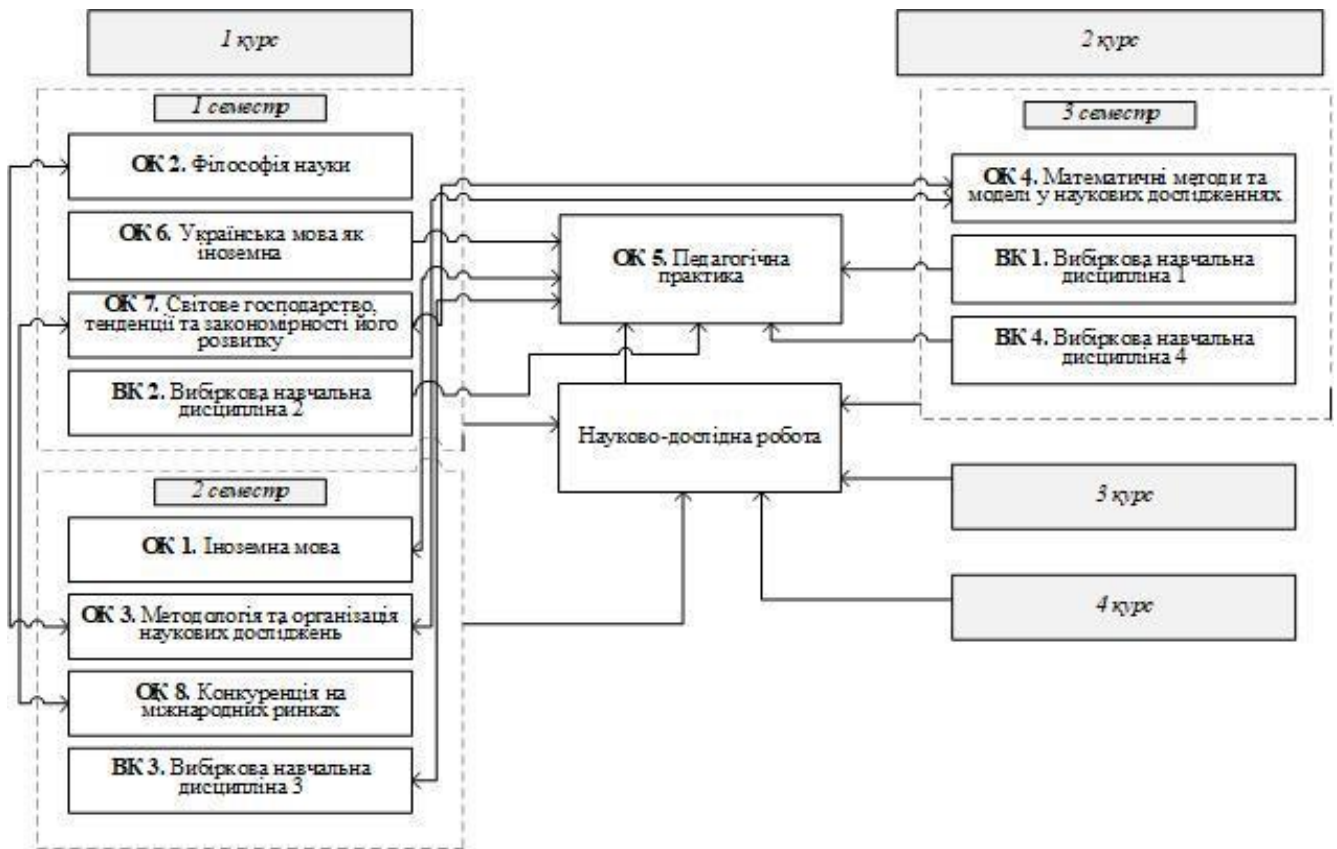 1 курс
1 семестр
ОК 2. Філософія науки
ОК 6. Українська мова як
іноземна
ОК 7. Світове господарство,
тенденції та закономірності його
розвитку
ВК 2. Вибіркова навчальна
дисципліна 2
2 семестр
ОК 1. Іноземна мова
ОК 3. Методологія та організація
наукових досліджень
ОК 8. Конкуренція на
міжнародних ринках
ВК 3. Вибіркова навчальна
дисципліна 3
ОК 5. Педагогічна
практика
Науково-дослідна робота
2 курс
3 семестр
ОК 4. Математичні методи та
моделі у наукових дослідженнях
ВК 1. Вибіркова навчальна
дисципліна 1
ВК 4. Вибіркова навчальна
дисципліна 4
3 курс
4 курс